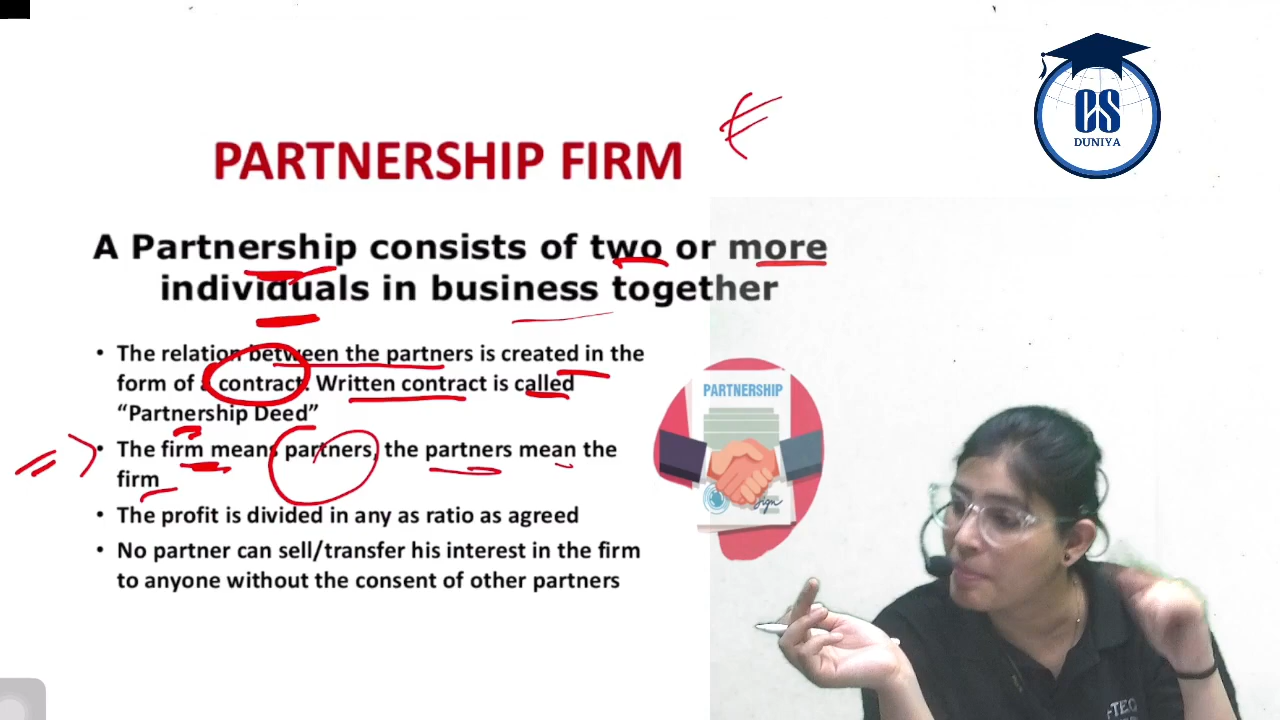 CS
DUNIYA
PARTNERSHIP FIRM
A Partnership consists of two or more
individuals in business together
• The relation between the partners is created in the
form of a contract. Written contract is called
“Partnership Deed”
• The firm means partners, the partners mean the
firm
• The profit is divided in any as ratio as agreed
• No partner can sell/transfer his interest in the firm
to anyone without the consent of other partners
PARTNERSHIP
sign